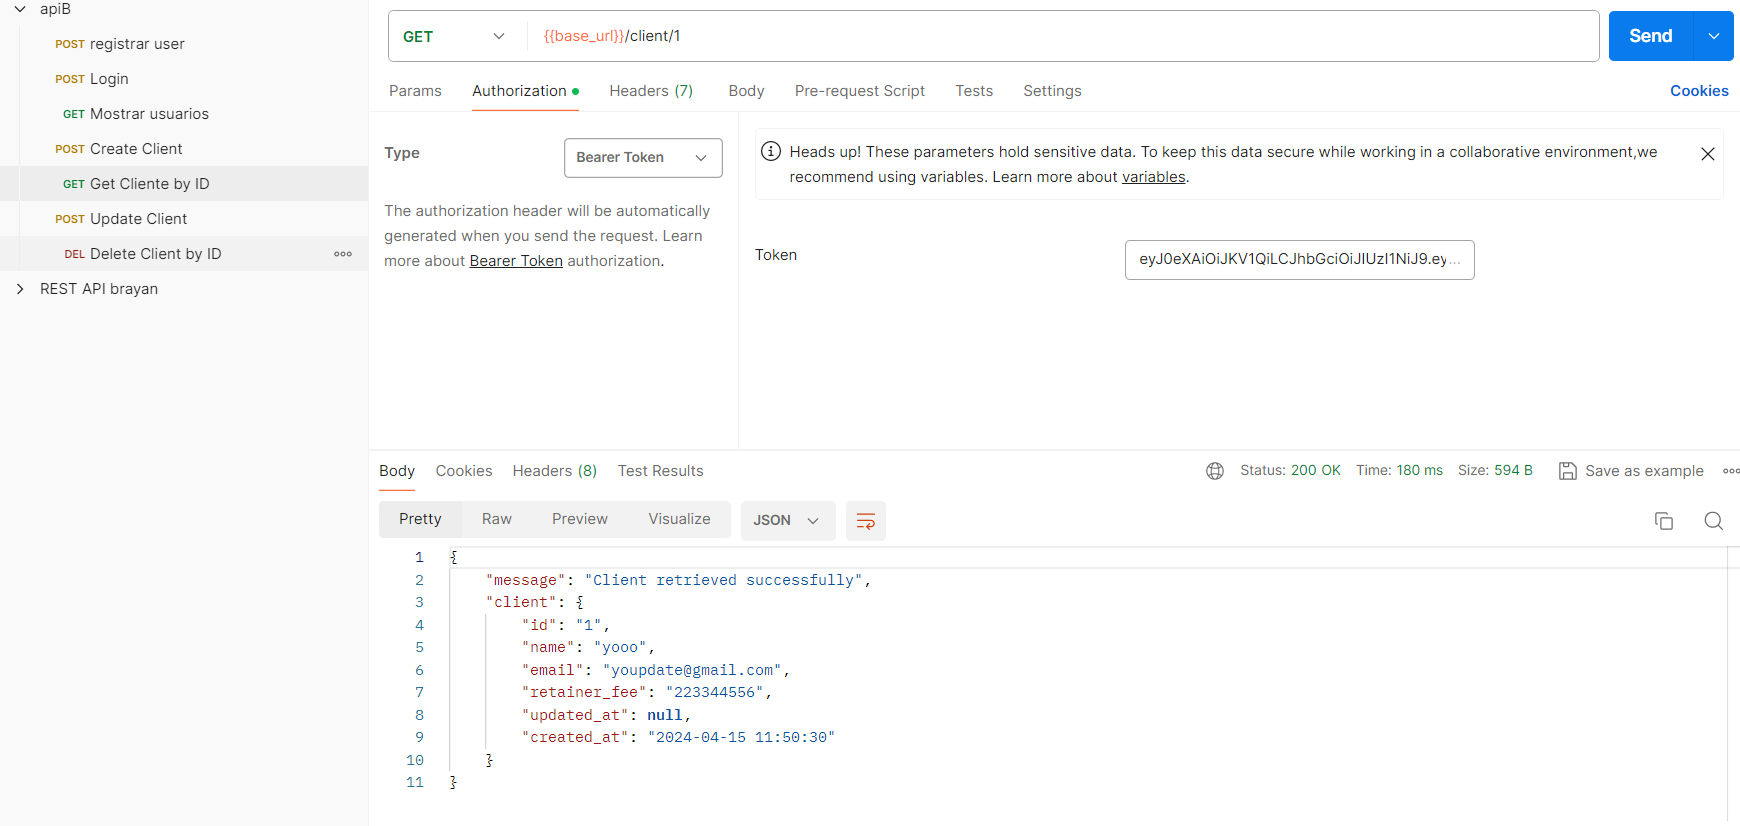 apiB
POST registrar user
POST Login
GET Mostrar usuarios
POST Create Client
GET Get Cliente by ID
POST Update Client
DEL Delete Client by ID
REST API brayan
GET {{base_url}}/client/1 Send
Params Authorization Headers (7) Body Pre-request Script Tests Settings Cookies
Type Bearer Token
The authorization header will be automatically
generated when you send the request. Learn
more about Bearer Token authorization.
Heads up! These parameters hold sensitive data. To keep this data secure while working in a collaborative environment,we
recommend using variables. Learn more about variables.
Token eyJ0eXAiOiJKV1QiLCJhbGciOiJIUzI1NiJ9.ey...
Body Cookies Headers (8) Test Results Status: 200 OK Time: 180 ms Size: 594 B Save as example
Pretty Raw Preview Visualize JSON
1 {
2 "message": "Client retrieved successfully",
3 "client": {
4 "id": "1",
5 "name": "yooo",
6 "email": "youpdate@gmail.com",
7 "retainer_fee": "223344556",
8 "updated_at": null,
9 "created_at": "2024-04-15 11:50:30"
10 }
11 }